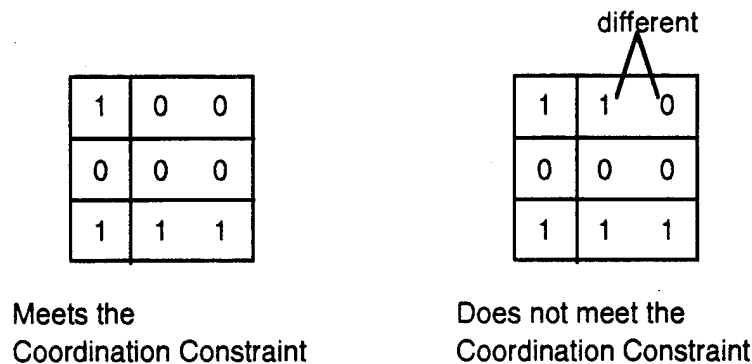 different
1 0 0
0 0 0
1 1 1
Meets the
Coordination Constraint
1 1 0
0 0 0
1 1 1
Does not meet the
Coordination Constraint